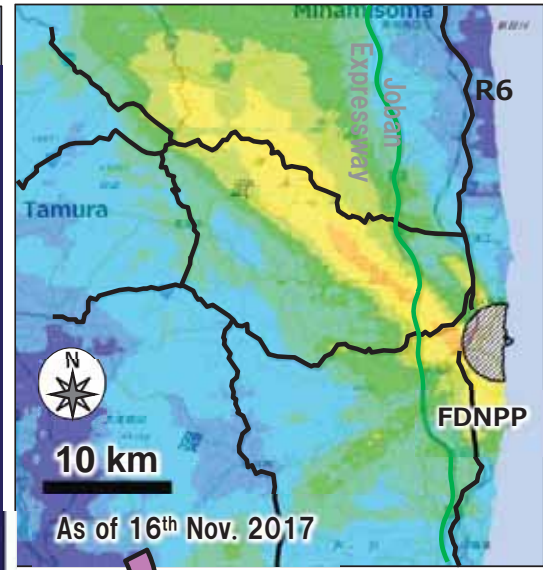 Minamisoma
Joban
Expressway
R6
Tamura
N
FDNPP
10 km
As of 16th Nov. 2017